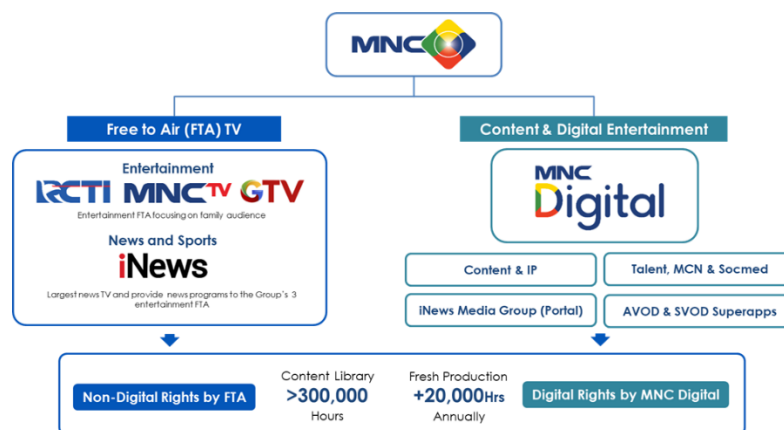 MNC
Free to Air (FTA) TV
Entertainment
RCTI MNCTV GTV
Entertainment FTA focusing on family audience
News and Sports
iNews
Largest news TV and provide news programs to the Group's 3
entertainment FTA
Content & Digital Entertainment
MNC
Digital
Content & IP
Talent, MCN & Socmed
iNews Media Group (Portal)
AVOD & SVOD Superapps
Non-Digital Rights by FTA
Content Library
>300,000
Hours
Fresh Production
+20,000Hrs
Annually
Digital Rights by MNC Digital